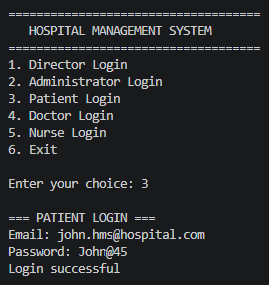 ====================================
HOSPITAL MANAGEMENT SYSTEM
====================================
1. Director Login
2. Administrator Login
3. Patient Login
4. Doctor Login
5. Nurse Login
6. Exit
Enter your choice: 3
=== PATIENT LOGIN ===
Email: john.hms@hospital.com
Password: John@45
Login successful